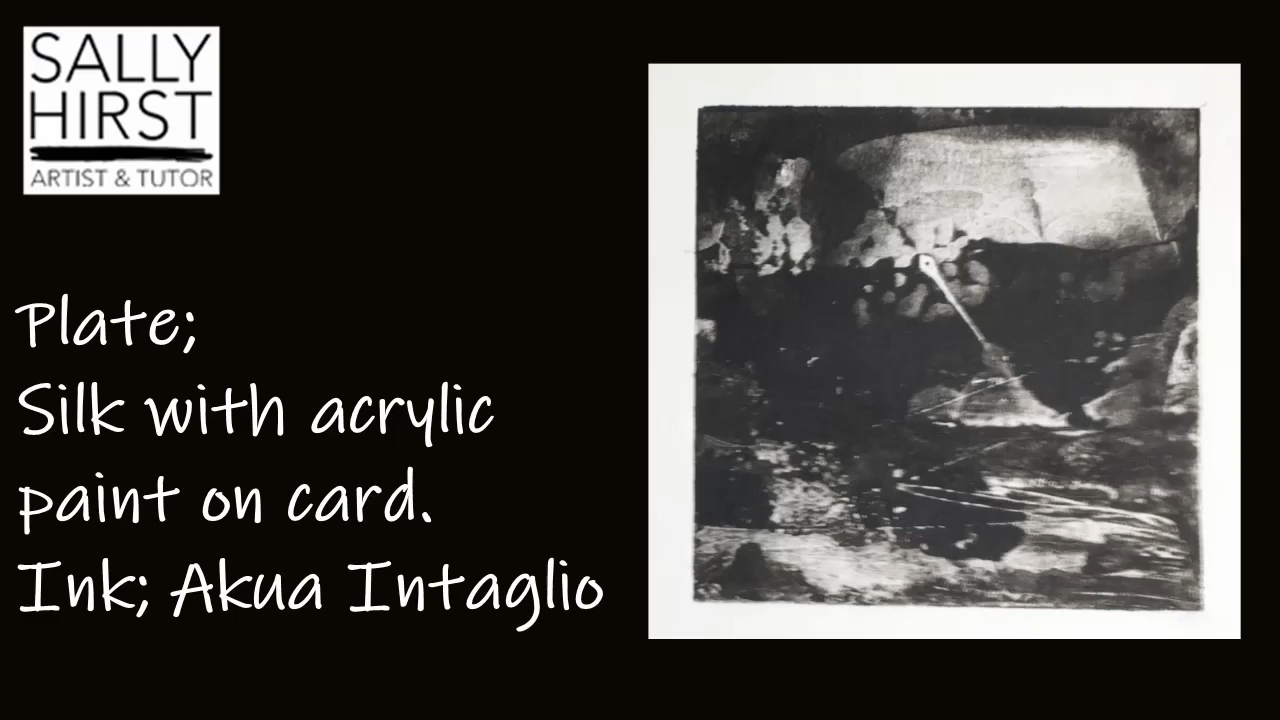 SALLY
HIRST
ARTIST & TUTOR
Plate;
Silk with acrylic
paint on card.
Ink; Akua Intaglio